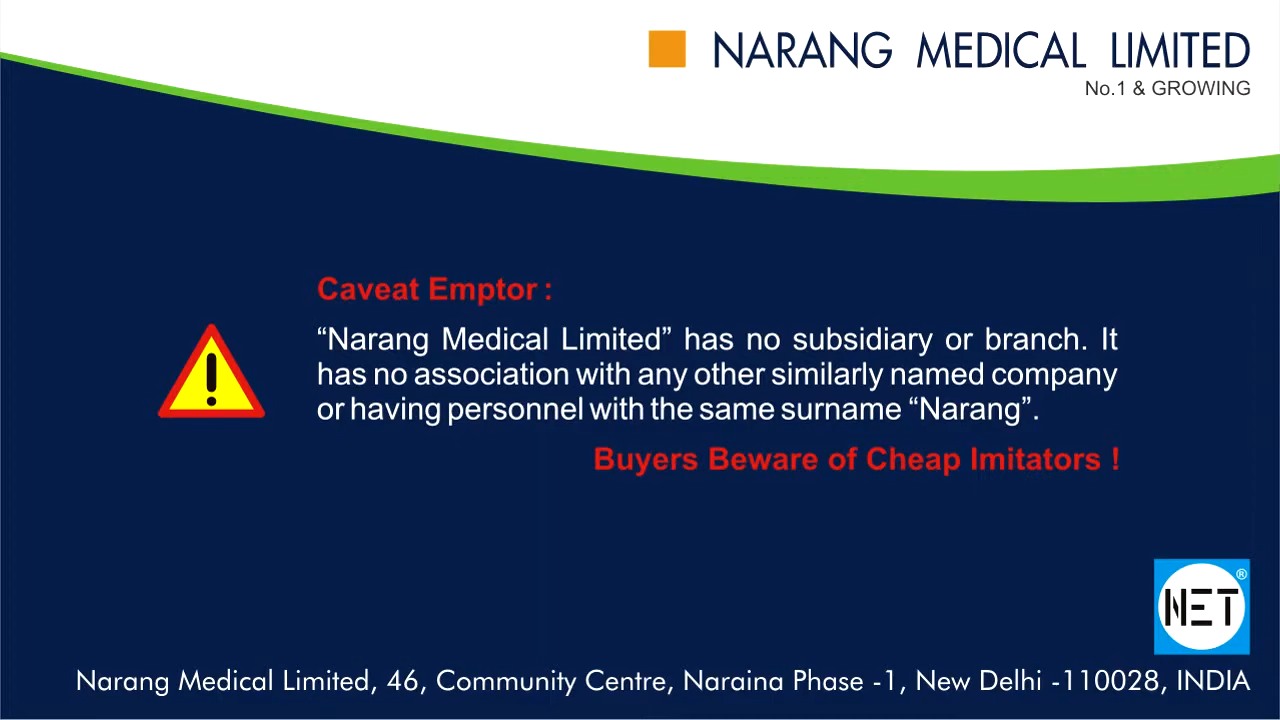 NARANG MEDICAL LIMITED
No.1 & GROWING
Caveat Emptor :
“Narang Medical Limited” has no subsidiary or branch. It
has no association with any other similarly named company
or having personnel with the same surname “Narang”.
Buyers Beware of Cheap Imitators !
NET®
Narang Medical Limited, 46, Community Centre, Naraina Phase -1, New Delhi -110028, INDIA